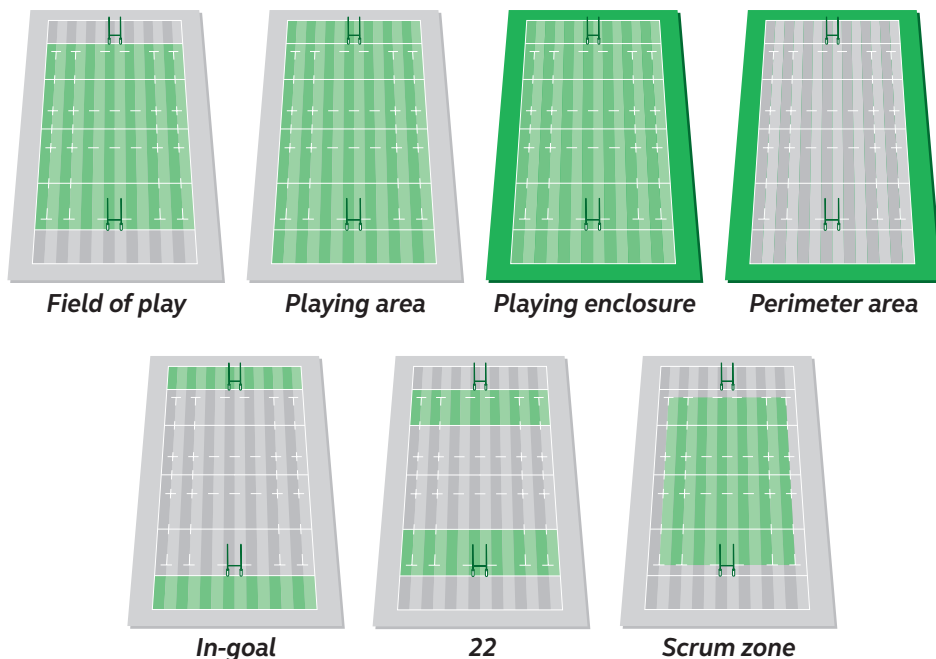 Field of play
Playing area
Playing enclosure
Perimeter area
In-goal
22
Scrum zone